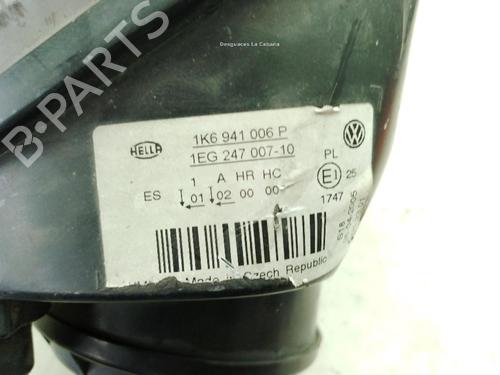 B-PARTS
Desguaces La Cabaña
HELLA
1K6 941 006 P
1EG 247 007-10
PL
1 A HR HC
E1 25
ES 01 02 00 00
1747
Made in Czech Republic